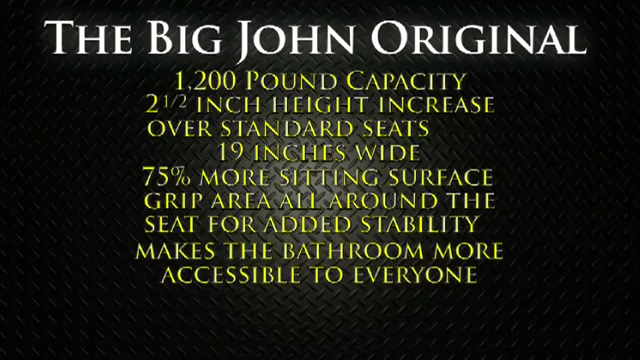 THE BIG JOHN ORIGINAL
1,200 POUND CAPACITY
2 1/2 INCH HEIGHT INCREASE
OVER STANDARD SEATS
19 INCHES WIDE
75% MORE SITTING SURFACE
GRIP AREA ALL AROUND THE
SEAT FOR ADDED STABILITY
MAKES THE BATHROOM MORE
ACCESSIBLE TO EVERYONE